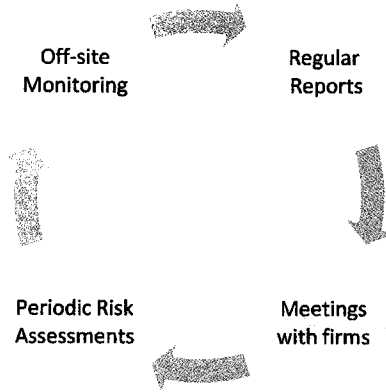 Off-site
Monitoring
Regular
Reports
Meetings
with firms
Periodic Risk
Assessments